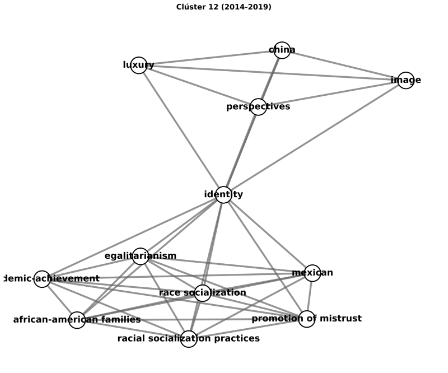 Clúster 12 (2014-2019)
china
luxury
image
perspectives
identity
egalitarianism
mexican
demic-achievement
race socialization
african-american families
promotion of mistrust
racial socialization practices